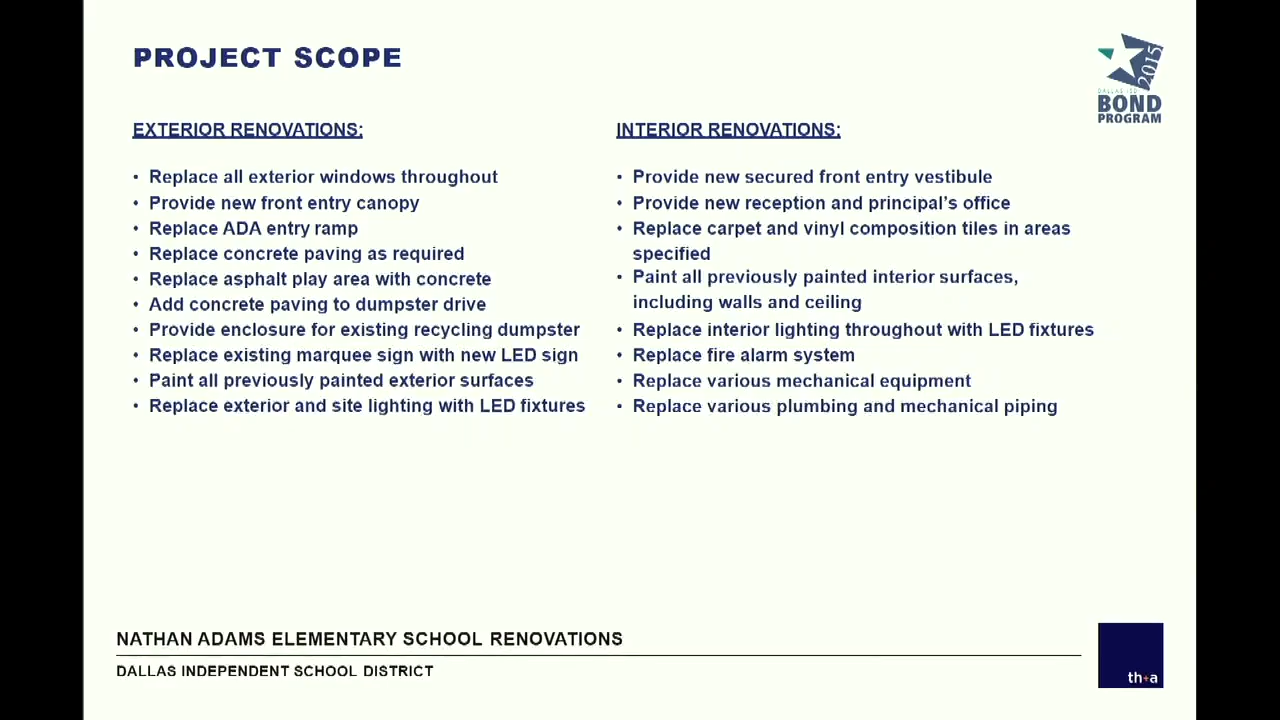 PROJECT SCOPE
2015
DALLAS ISD
BOND
PROGRAM
EXTERIOR RENOVATIONS:
• Replace all exterior windows throughout
• Provide new front entry canopy
• Replace ADA entry ramp
• Replace concrete paving as required
• Replace asphalt play area with concrete
• Add concrete paving to dumpster drive
• Provide enclosure for existing recycling dumpster
• Replace existing marquee sign with new LED sign
• Paint all previously painted exterior surfaces
• Replace exterior and site lighting with LED fixtures
INTERIOR RENOVATIONS:
• Provide new secured front entry vestibule
• Provide new reception and principal’s office
• Replace carpet and vinyl composition tiles in areas
specified
• Paint all previously painted interior surfaces,
including walls and ceiling
• Replace interior lighting throughout with LED fixtures
• Replace fire alarm system
• Replace various mechanical equipment
• Replace various plumbing and mechanical piping
NATHAN ADAMS ELEMENTARY SCHOOL RENOVATIONS
DALLAS INDEPENDENT SCHOOL DISTRICT
th+a